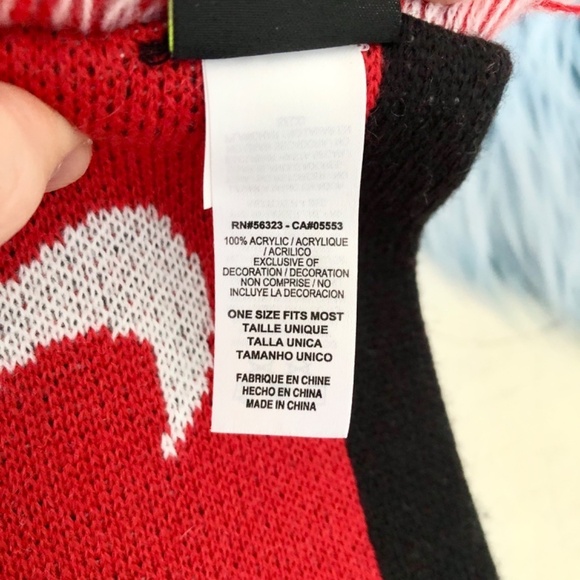 RN#56323 - CA#05553
100% ACRYLIC / ACRYLIQUE
/ ACRILICO
EXCLUSIVE OF
DECORATION / DECORATION
NON COMPRISE / NO
INCLUYE LA DECORACION
ONE SIZE FITS MOST
TAILLE UNIQUE
TALLA UNICA
TAMANHO UNICO
FABRIQUE EN CHINE
HECHO EN CHINA
MADE IN CHINA